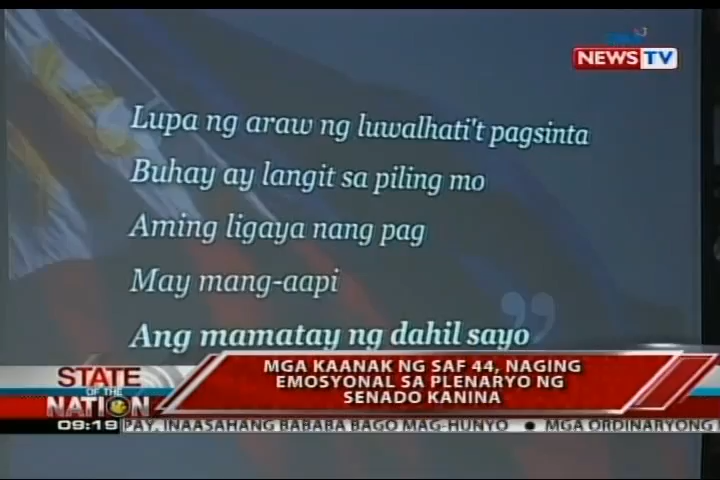 NEWS TV
Lupa ng araw ng luwalhati't pagsinta
Buhay ay langit sa piling mo
Aming ligaya nang pag
May mang-aapi
Ang mamatay ng dahil sayo
”
MGA KAANAK NG SAF 44, NAGING
EMOSYONAL SA PLENARYO NG
SENADO KANINA
STATE
OF THE
NATION
09:19
PAY, INAASAHANG BABABA BAGO MAG-HUNYO ● MGA ORDINARYONG